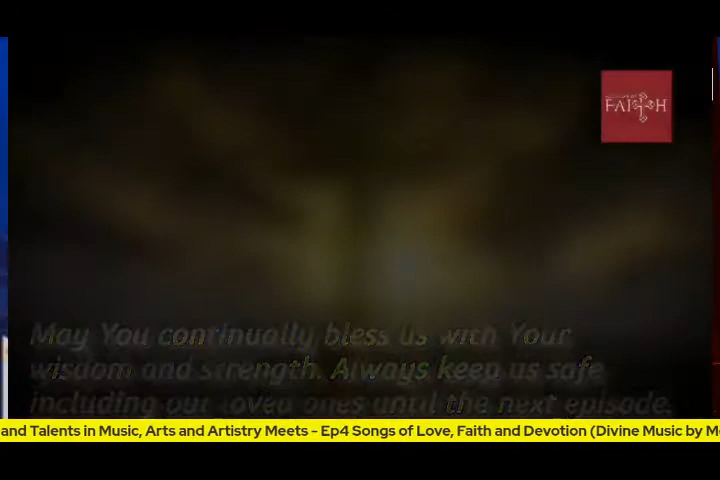 FAITH
May You continually bless us with Your
wisdom and strength. Always keep us safe,
including our loved ones until the next episode.
and Talents in Music, Arts and Artistry Meets - Ep4 Songs of Love, Faith and Devotion (Divine Music by M